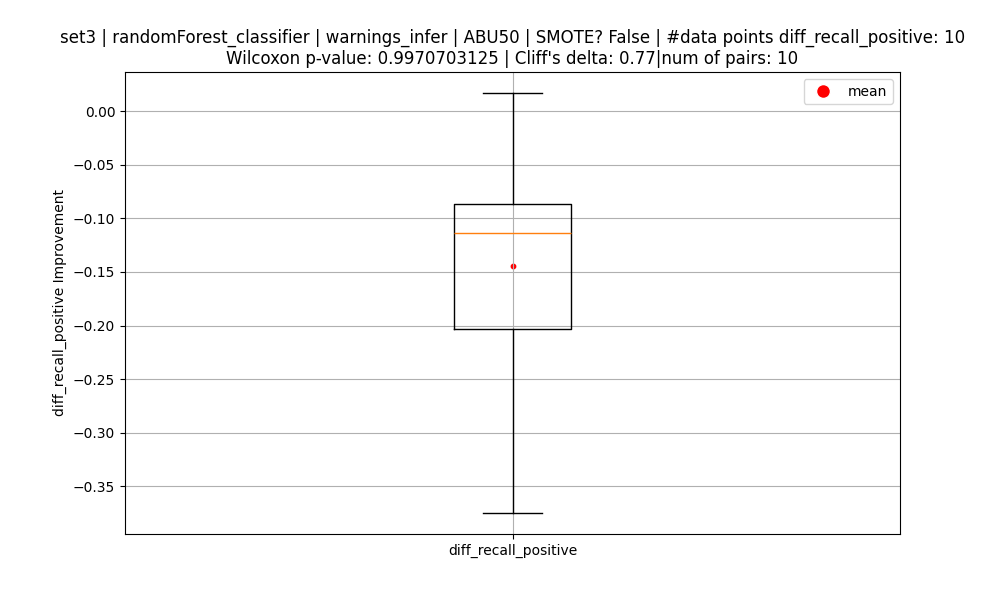 set3 | randomForest_classifier | warnings_infer | ABU50 | SMOTE? False | #data points diff_recall_positive: 10
Wilcoxon p-value: 0.9970703125 | Cliff's delta: 0.77|num of pairs: 10
mean
0.00
−0.05
−0.10
−0.15
−0.20
−0.25
−0.30
−0.35
diff_recall_positive Improvement
diff_recall_positive